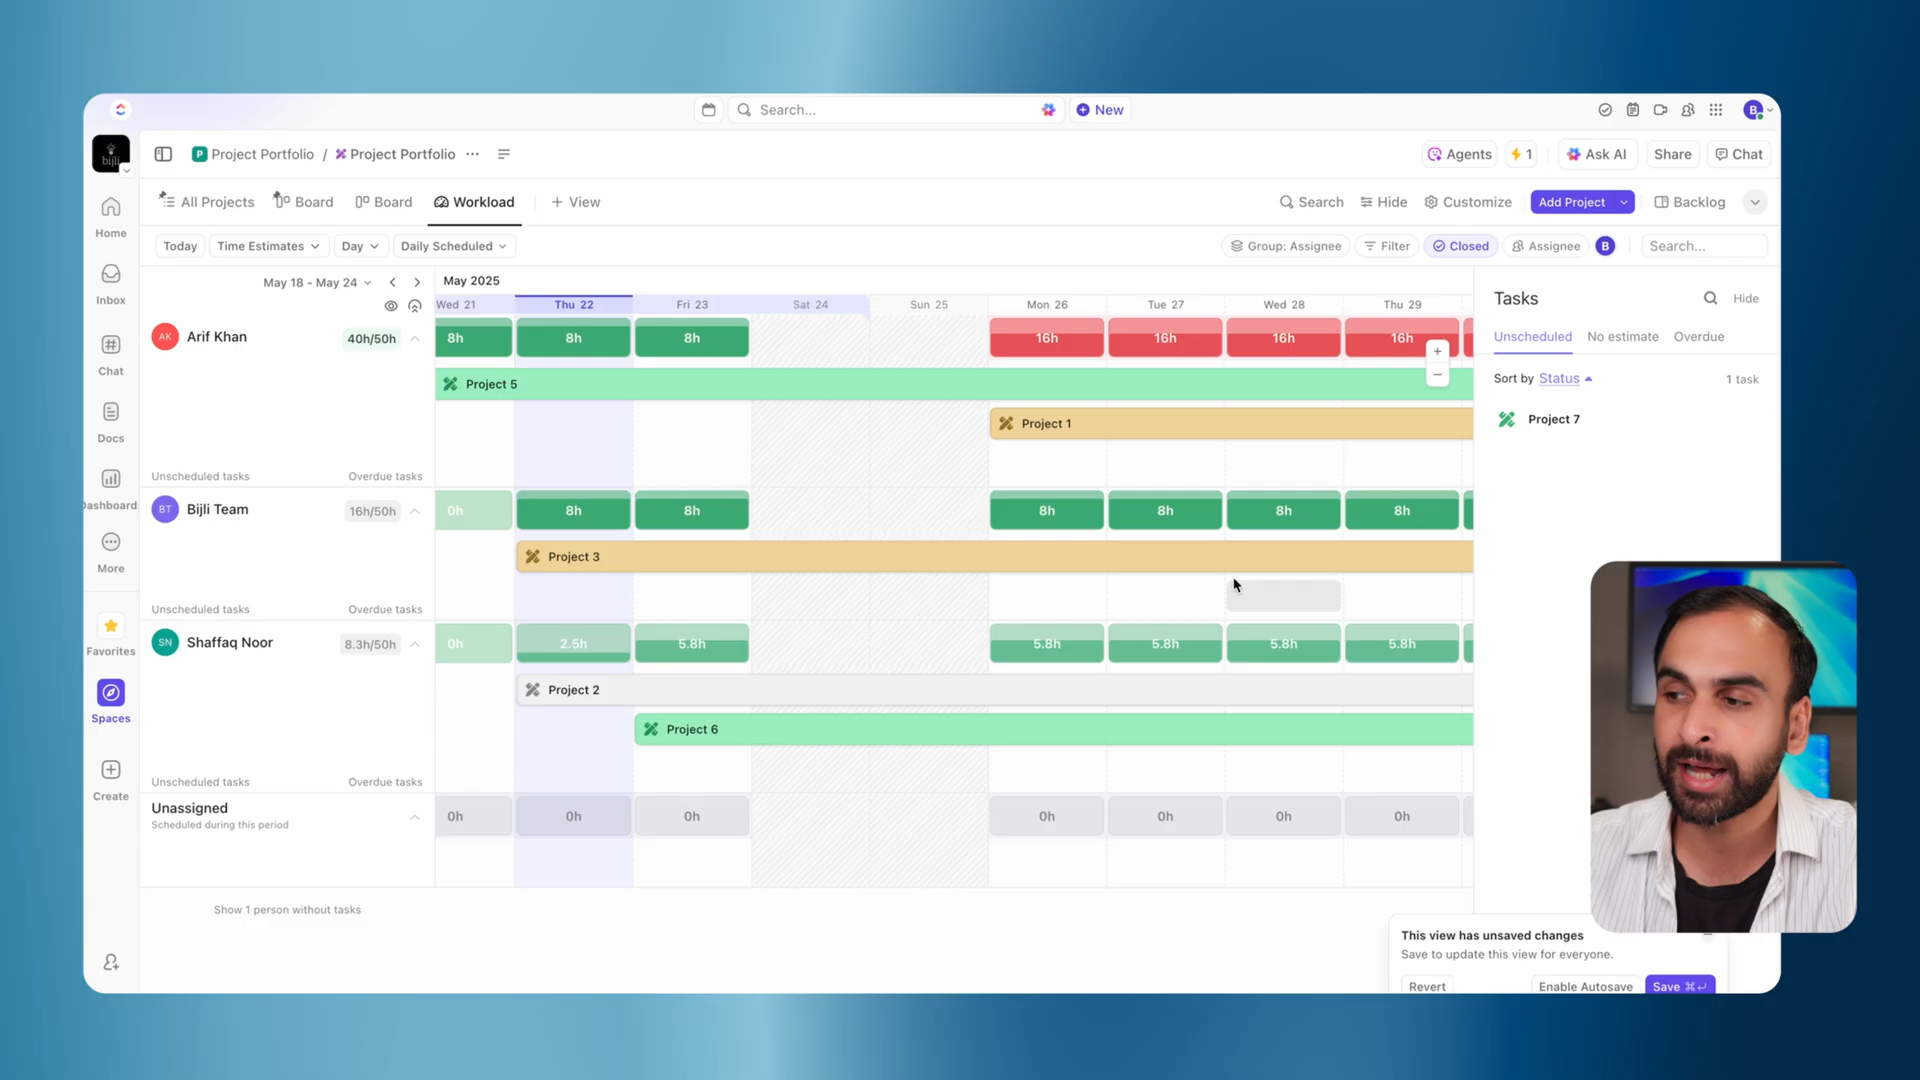 Search...
New
B
bijli
P Project Portfolio / Project Portfolio ...
Agents
1
Ask AI
Share
Chat
All Projects
Board
Board
Workload
+ View
Search
Hide
Customize
Add Project
Backlog
Today
Time Estimates
Day
Daily Scheduled
Group: Assignee
Filter
Closed
Assignee
B
Search...
Home
Inbox
Chat
Docs
Dashboard
More
Favorites
Spaces
Create
May 18 - May 24
May 2025
Wed 21
Thu 22
Fri 23
Sat 24
Sun 25
Mon 26
Tue 27
Wed 28
Thu 29
AK
Arif Khan
40h/50h
8h
8h
8h
16h
16h
16h
16h
+
−
Project 5
Project 1
Unscheduled tasks
Overdue tasks
BT
Bijli Team
16h/50h
0h
8h
8h
8h
8h
8h
8h
Project 3
Unscheduled tasks
Overdue tasks
SN
Shaffaq Noor
8.3h/50h
0h
2.5h
5.8h
5.8h
5.8h
5.8h
5.8h
Project 2
Project 6
Unscheduled tasks
Overdue tasks
Unassigned
Scheduled during this period
0h
0h
0h
0h
0h
0h
0h
Show 1 person without tasks
Tasks
Hide
Unscheduled
No estimate
Overdue
Sort by Status
1 task
Project 7
This view has unsaved changes
Save to update this view for everyone.
Revert
Enable Autosave
Save ⌘↵